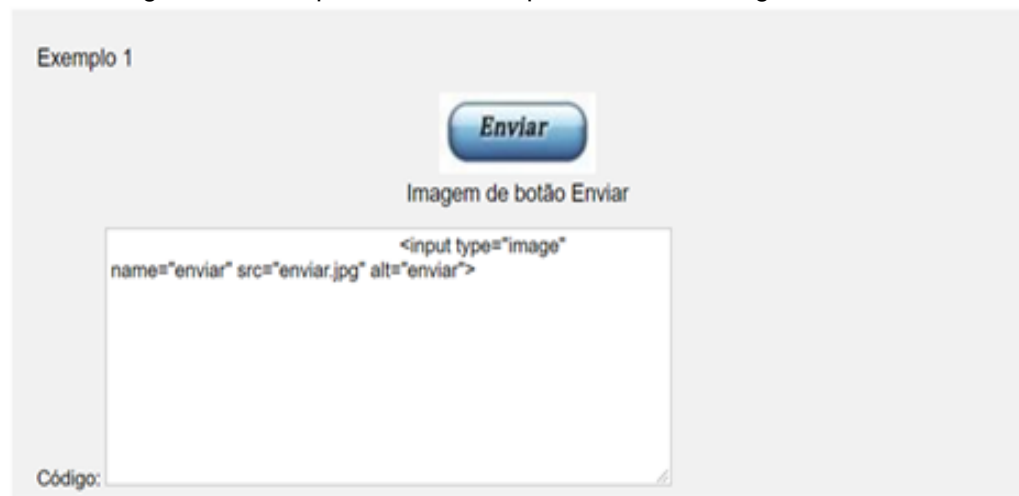 Exemplo 1
Enviar
Imagem de botão Enviar
<input type="image"
name="enviar" src="enviar.jpg" alt="enviar">
Código: